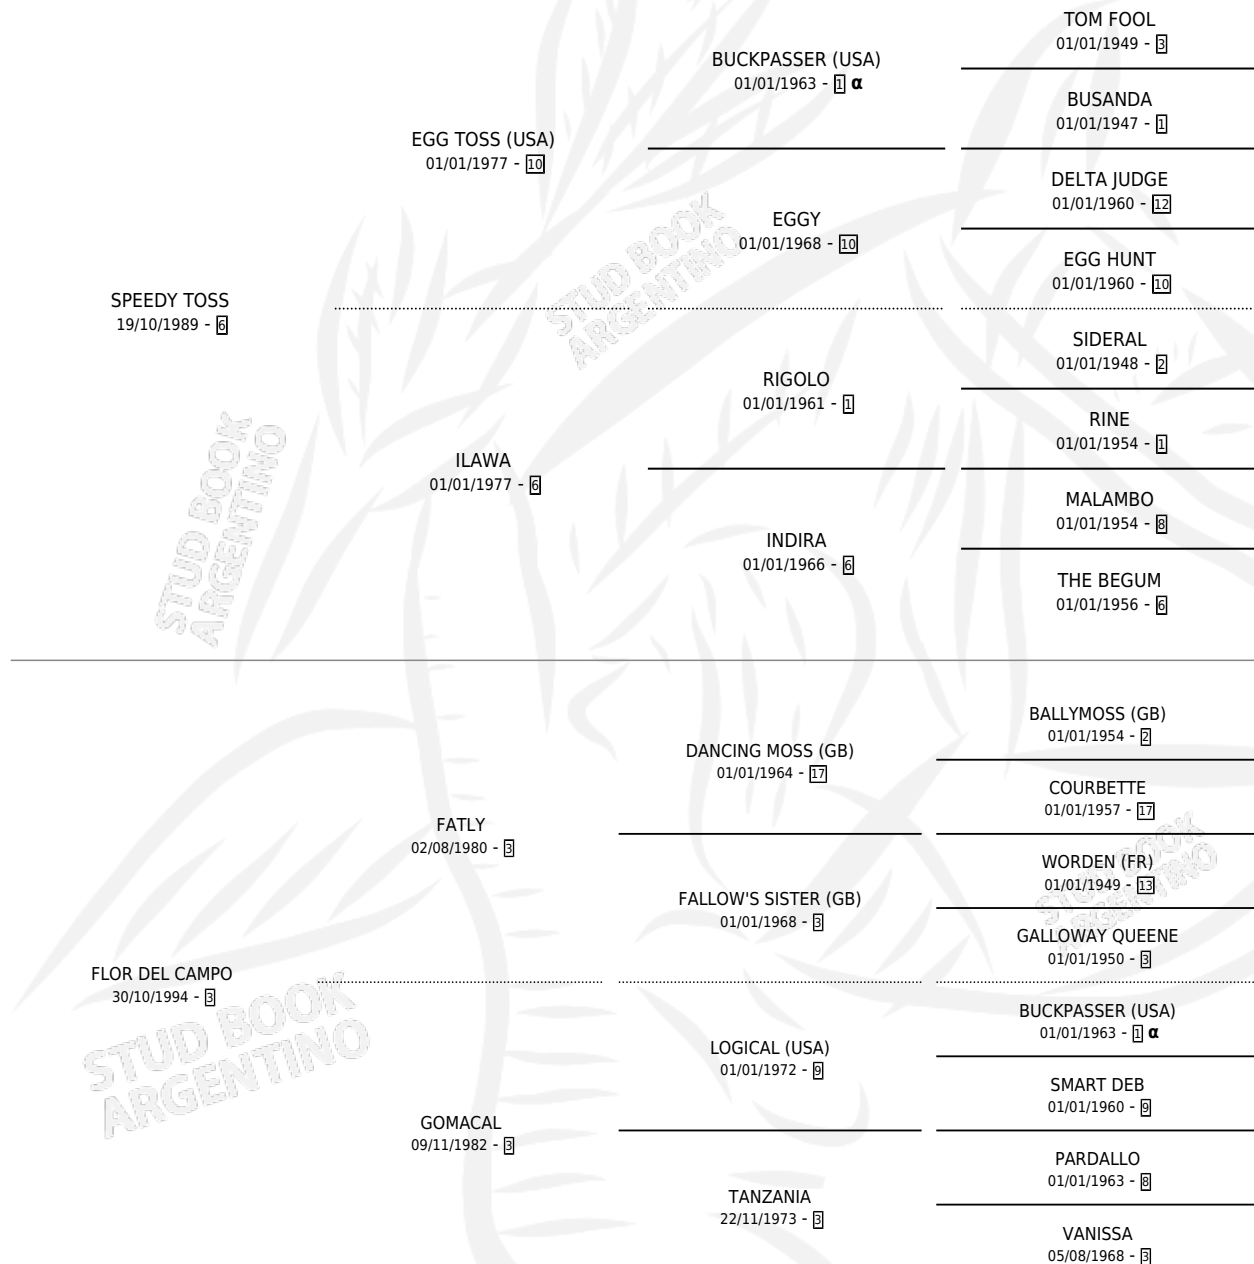 TOM FOOL
01/01/1949 - 3
BUCKPASSER (USA)
01/01/1963 - 1 α
BUSANDA
01/01/1947 - 1
EGG TOSS (USA)
01/01/1977 - 10
DELTA JUDGE
01/01/1960 - 12
EGGY
01/01/1968 - 10
EGG HUNT
01/01/1960 - 10
SPEEDY TOSS
19/10/1989 - 6
SIDERAL
01/01/1948 - 2
RIGOLO
01/01/1961 - 1
RINE
01/01/1954 - 1
ILAWA
01/01/1977 - 6
MALAMBO
01/01/1954 - 8
INDIRA
01/01/1966 - 6
THE BEGUM
01/01/1956 - 6
BALLYMOSS (GB)
01/01/1954 - 2
DANCING MOSS (GB)
01/01/1964 - 17
COURBETTE
01/01/1957 - 17
FATLY
02/08/1980 - 3
WORDEN (FR)
01/01/1949 - 13
FALLOW'S SISTER (GB)
01/01/1968 - 3
GALLOWAY QUEENE
01/01/1950 - 3
FLOR DEL CAMPO
30/10/1994 - 3
BUCKPASSER (USA)
01/01/1963 - 1 α
LOGICAL (USA)
01/01/1972 - 9
SMART DEB
01/01/1960 - 9
GOMACAL
09/11/1982 - 3
PARDALLO
01/01/1963 - 8
TANZANIA
22/11/1973 - 3
VANISSA
05/08/1968 - 3
STUD BOOK
ARGENTINO
STUD BOOK
ARGENTINO
STUD BOOK
ARGENTINO
STUD BOOK
ARGENTINO